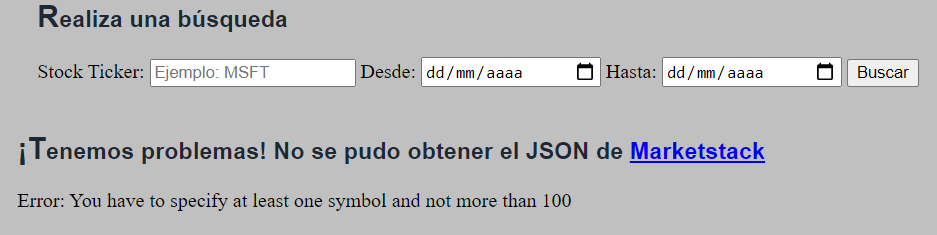 Realiza una búsqueda
Stock Ticker: Ejemplo: MSFT Desde: dd/mm/aaaa Hasta: dd/mm/aaaa Buscar
¡Tenemos problemas! No se pudo obtener el JSON de Marketstack
Error: You have to specify at least one symbol and not more than 100